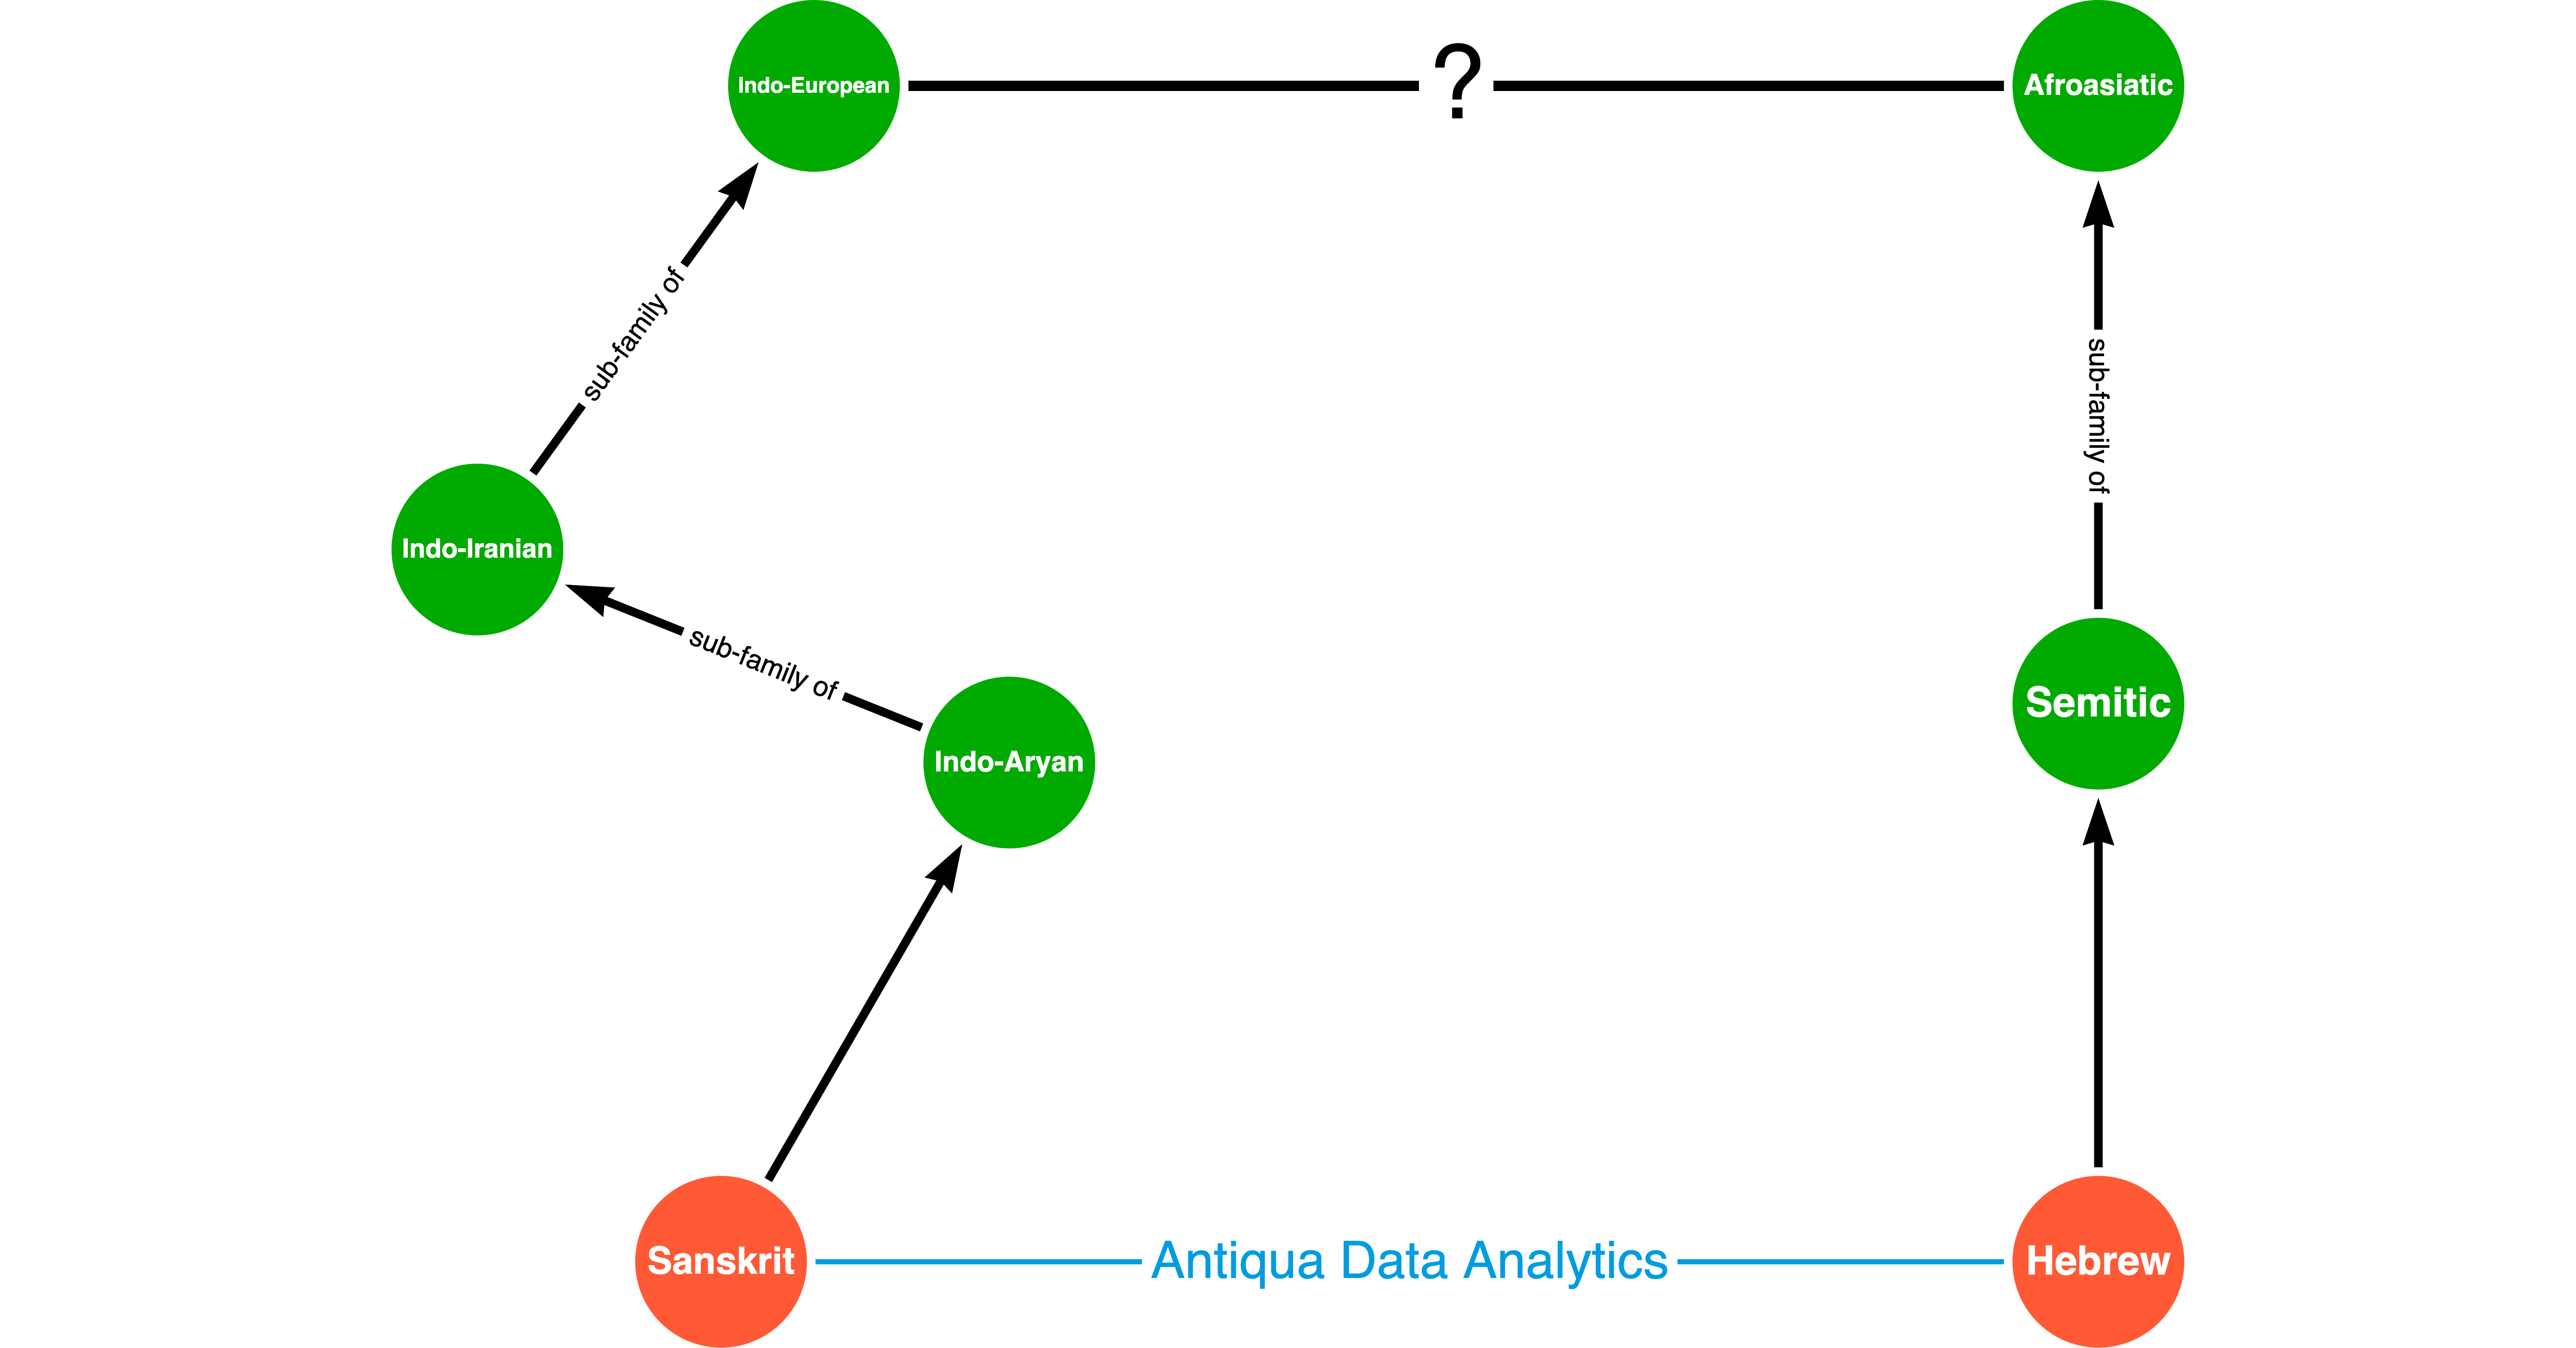 Indo-European
?
Afroasiatic
sub-family of
sub-family of
Indo-Iranian
sub-family of
Semitic
Indo-Aryan
Sanskrit
Antiqua Data Analytics
Hebrew